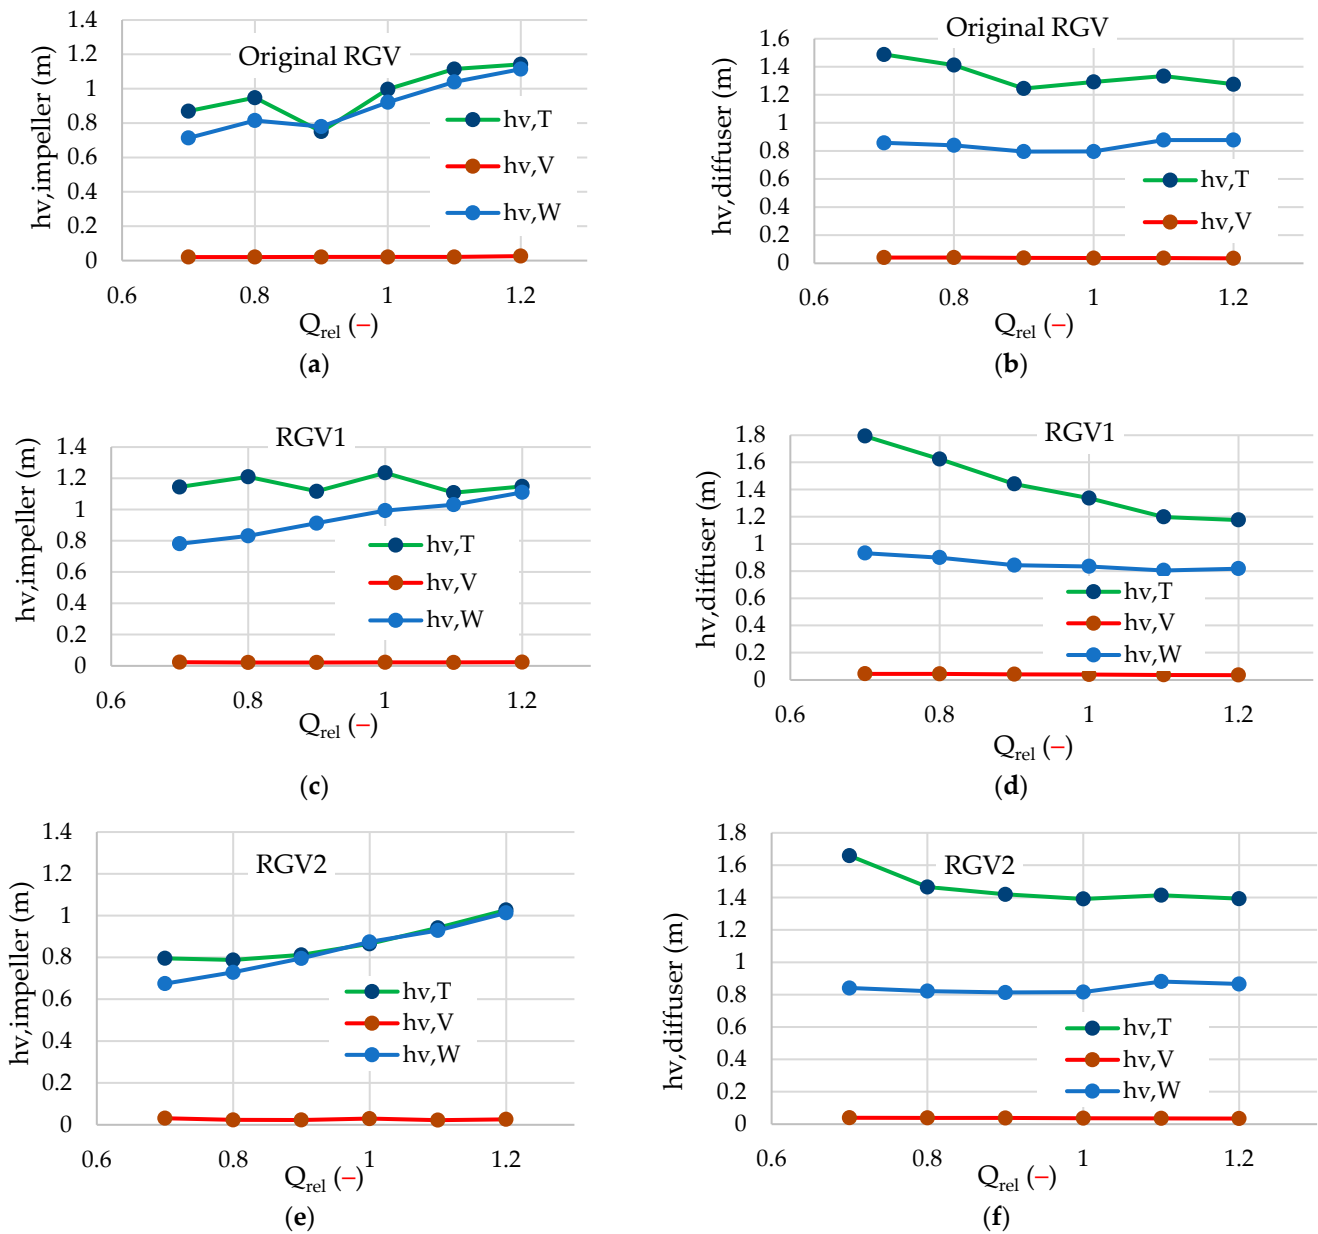 Original RGV
hv,impeller (m)
1.4
1.2
1
0.8
0.6
0.4
0.2
0
hv,T
hv,V
hv,W
0.6 0.8 1 1.2
Qrel (–)
(a)
Original RGV
hv,diffuser (m)
1.6
1.4
1.2
1
0.8
0.6
0.4
0.2
0
hv,T
hv,V
0.6 0.8 1 1.2
Qrel (–)
(b)
RGV1
hv,impeller (m)
1.4
1.2
1
0.8
0.6
0.4
0.2
0
hv,T
hv,V
hv,W
0.6 0.8 1 1.2
Qrel (–)
(c)
RGV1
hv,diffuser (m)
1.8
1.6
1.4
1.2
1
0.8
0.6
0.4
0.2
0
hv,T
hv,V
hv,W
0.6 0.8 1 1.2
Qrel (–)
(d)
RGV2
hv,impeller (m)
1.4
1.2
1
0.8
0.6
0.4
0.2
0
hv,T
hv,V
hv,W
0.6 0.8 1 1.2
Qrel (–)
(e)
RGV2
hv,diffuser (m)
1.8
1.6
1.4
1.2
1
0.8
0.6
0.4
0.2
0
hv,T
hv,V
hv,W
0.6 0.8 1 1.2
Qrel (–)
(f)